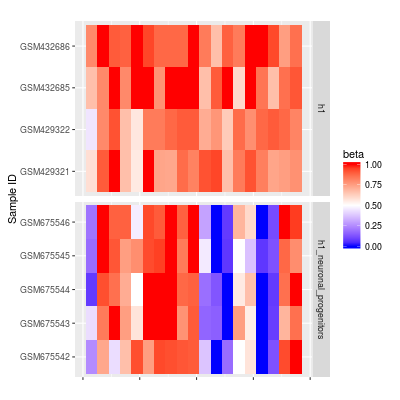 Sample ID
GSM432686
GSM432685
GSM429322
GSM429321
h1
GSM675546
GSM675545
GSM675544
GSM675543
GSM675542
h1_neuronal_progenitors
beta
1.00
0.75
0.50
0.25
0.00